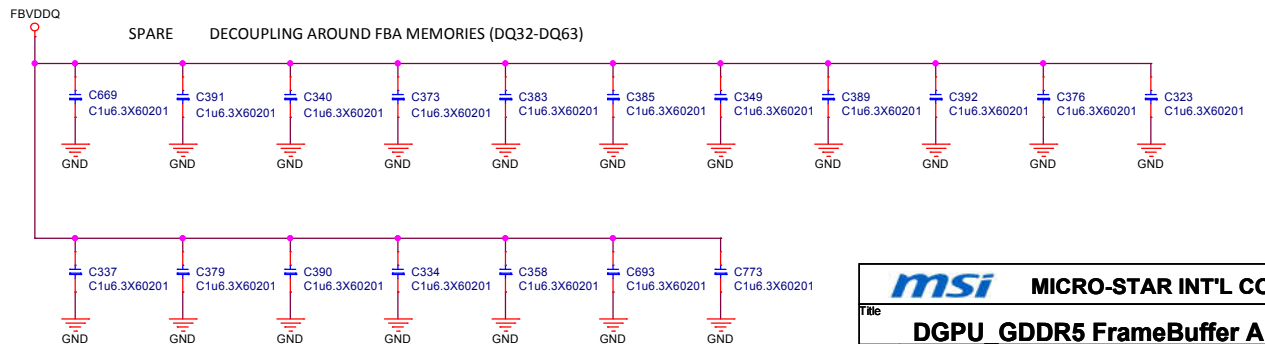 FBVDDQ
SPARE DECOUPLING AROUND FBA MEMORIES (DQ32-DQ63)
C669 C391 C340 C373 C383 C385 C349 C389 C392 C376 C323
C1u6.3X60201 C1u6.3X60201 C1u6.3X60201 C1u6.3X60201 C1u6.3X60201 C1u6.3X60201 C1u6.3X60201 C1u6.3X60201 C1u6.3X60201 C1u6.3X60201 C1u6.3X60201
GND GND GND GND GND GND GND GND GND GND GND
C337 C379 C390 C334 C358 C693 C773
C1u6.3X60201 C1u6.3X60201 C1u6.3X60201 C1u6.3X60201 C1u6.3X60201 C1u6.3X60201 C1u6.3X60201
GND GND GND GND GND GND GND
msi MICRO-STAR INT'L CO
Title
DGPU_GDDR5 FrameBuffer A